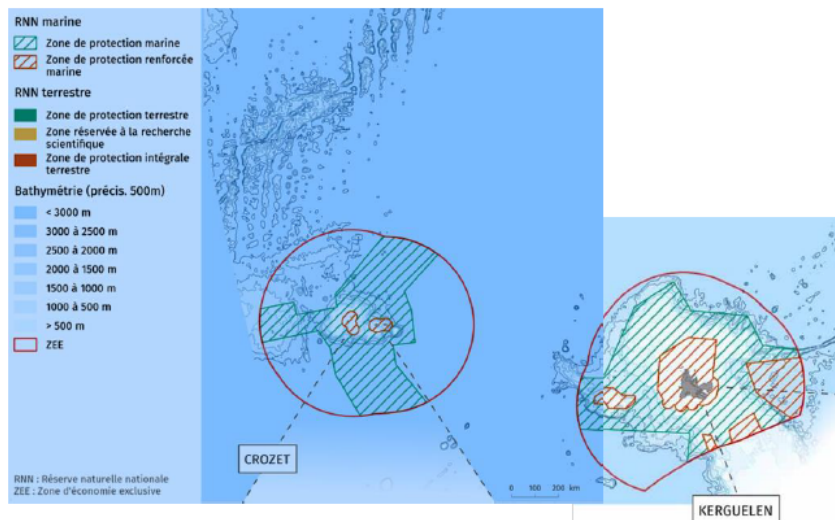 RNN marine
Zone de protection marine
Zone de protection renforcée
marine
RNN terrestre
Zone de protection terrestre
Zone réservée à la recherche
scientifique
Zone de protection intégrale
terrestre
Bathymétrie (précis. 500m)
< 3000 m
3000 à 2500 m
2500 à 2000 m
2000 à 1500 m
1500 à 1000 m
1000 à 500 m
> 500 m
ZEE
RNN : Réserve naturelle nationale
ZEE : Zone d'économie exclusive
CROZET
0 100 200 km
KERGUELEN